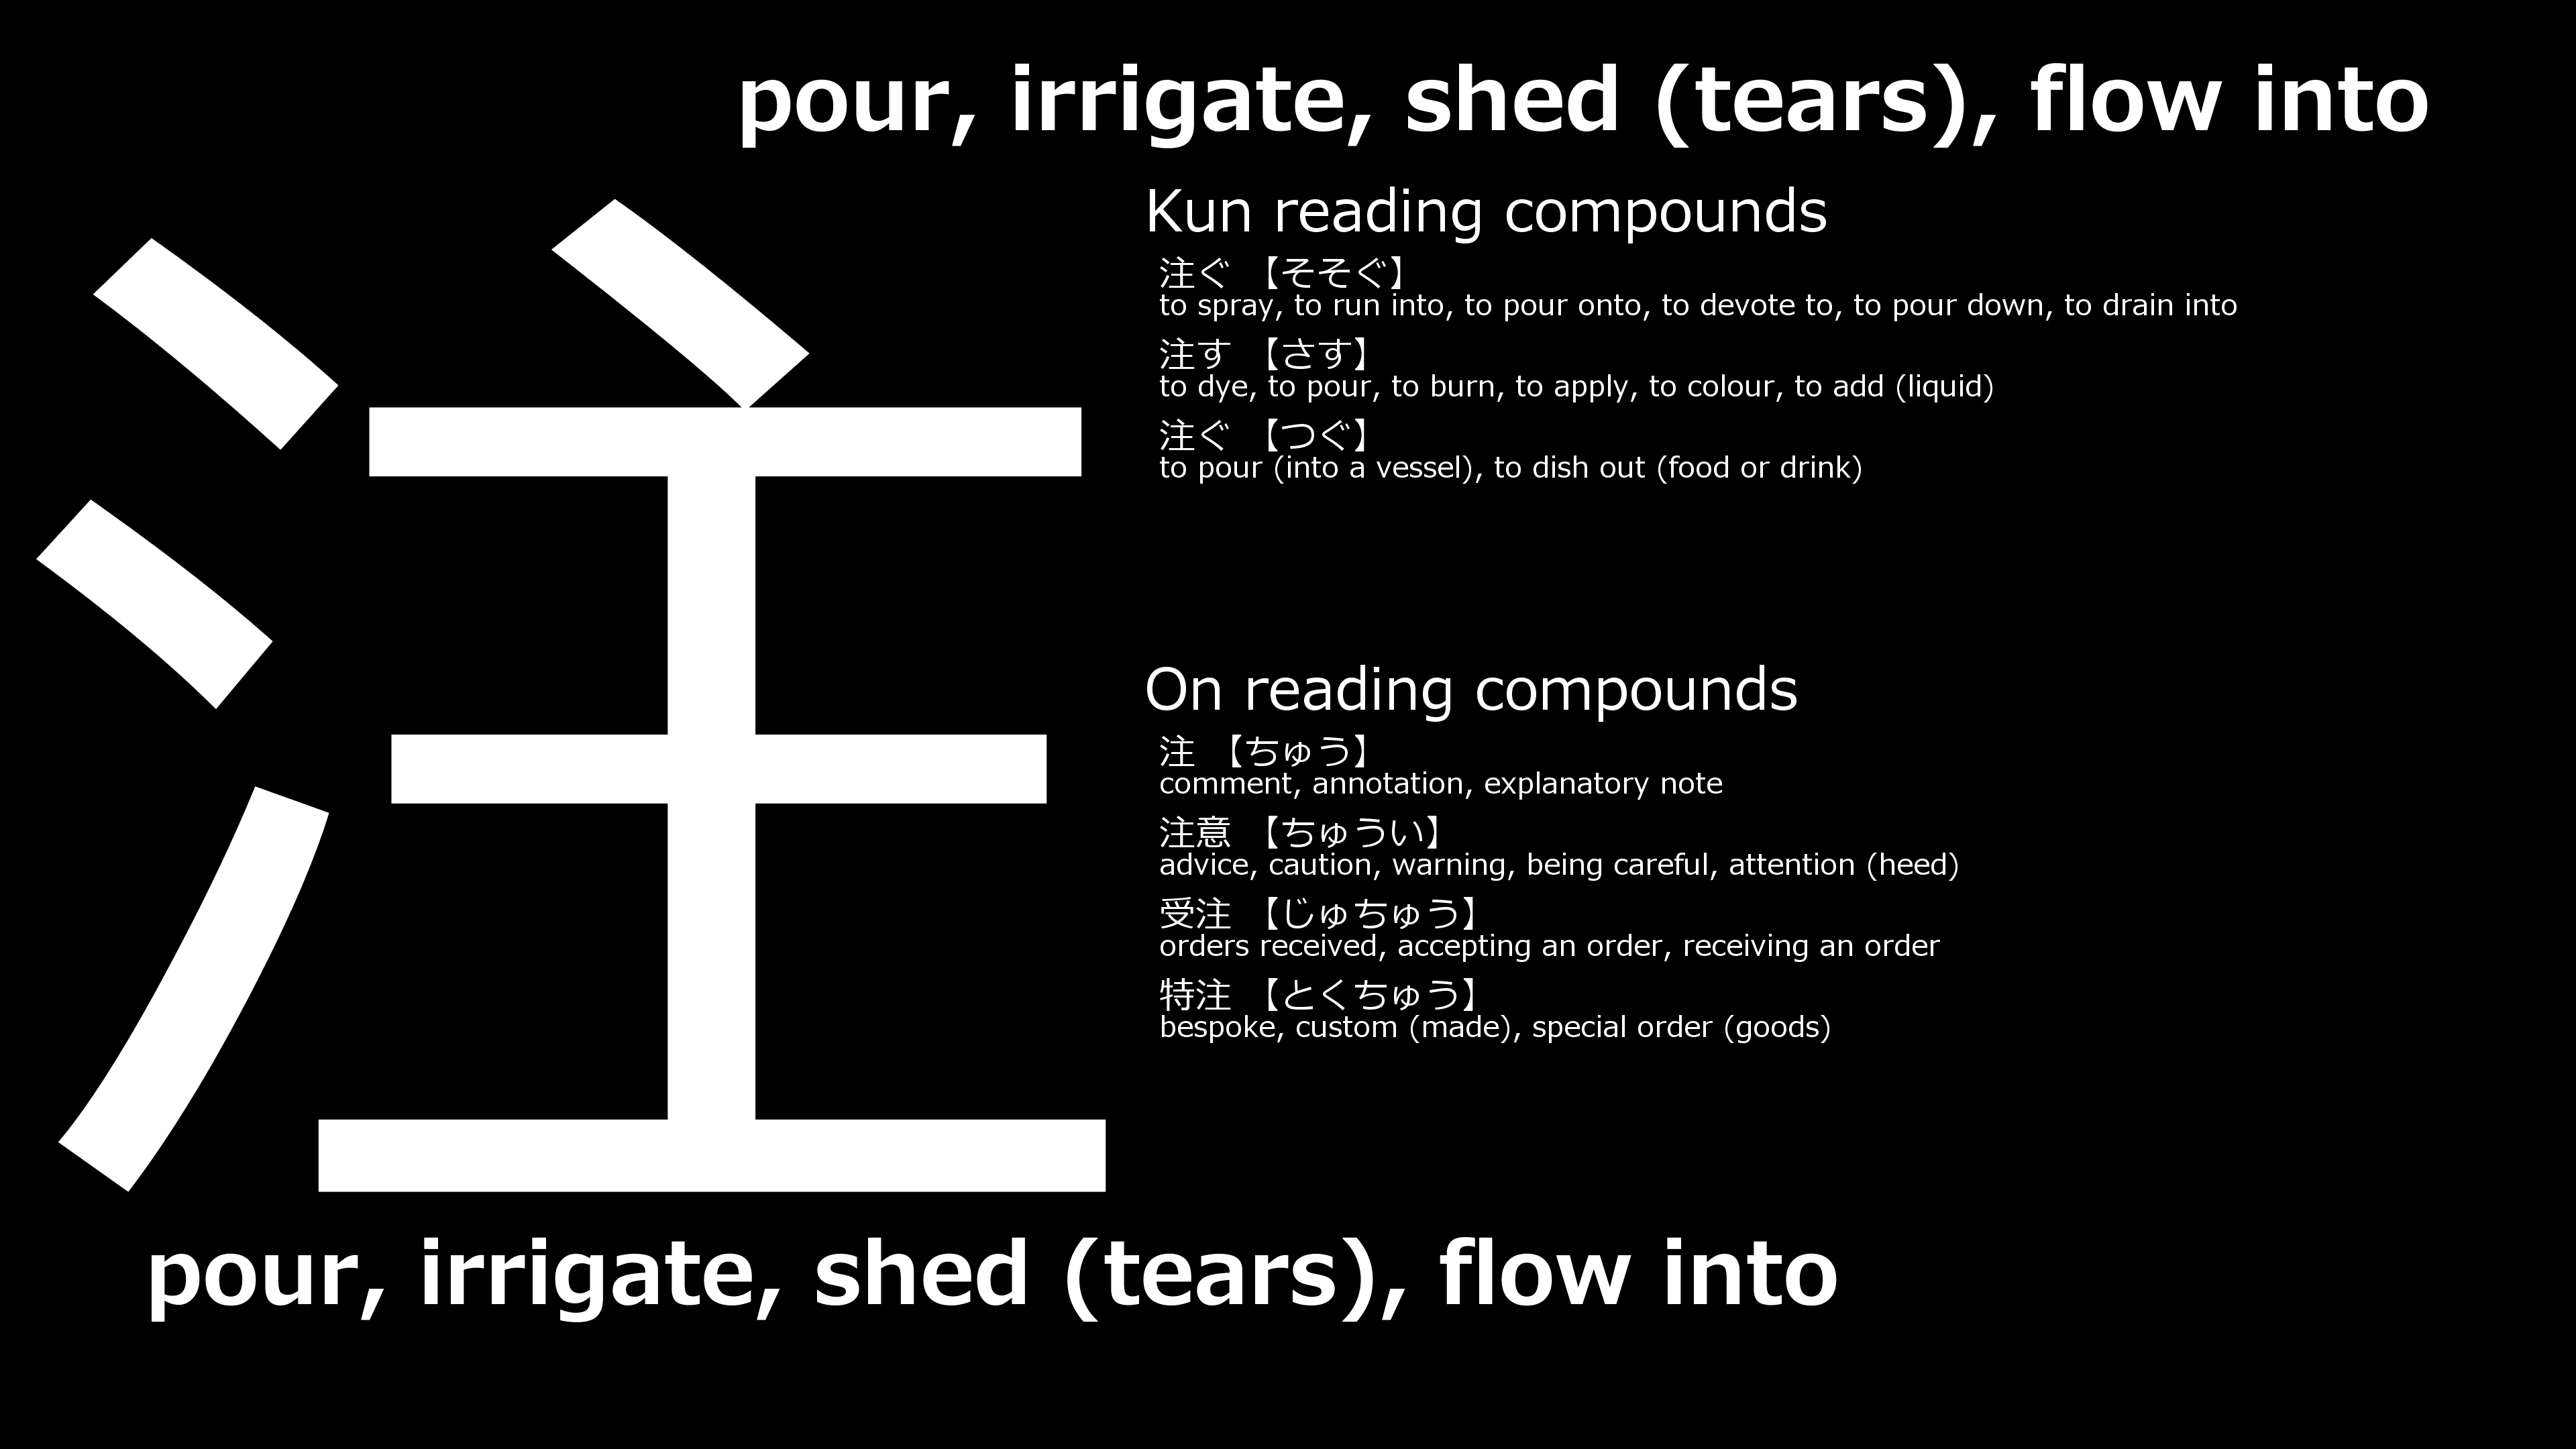 pour, irrigate, shed (tears), flow into
注
Kun reading compounds
注ぐ 【そそぐ】
to spray, to run into, to pour onto, to devote to, to pour down, to drain into
注す 【さす】
to dye, to pour, to burn, to apply, to colour, to add (liquid)
注ぐ 【つぐ】
to pour (into a vessel), to dish out (food or drink)
On reading compounds
注 【ちゅう】
comment, annotation, explanatory note
注意 【ちゅうい】
advice, caution, warning, being careful, attention (heed)
受注 【じゅちゅう】
orders received, accepting an order, receiving an order
特注 【とくちゅう】
bespoke, custom (made), special order (goods)
pour, irrigate, shed (tears), flow into